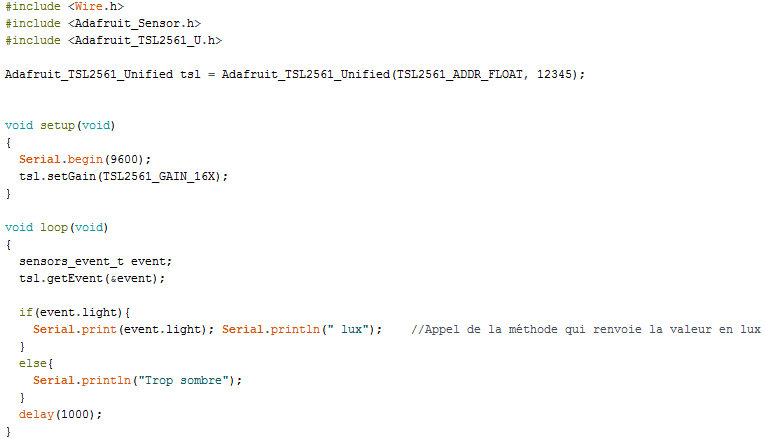 #include <Wire.h>
#include <Adafruit_Sensor.h>
#include <Adafruit_TSL2561_U.h>
Adafruit_TSL2561_Unified tsl = Adafruit_TSL2561_Unified(TSL2561_ADDR_FLOAT, 12345);
void setup(void)
{
Serial.begin(9600);
tsl.setGain(TSL2561_GAIN_16X);
}
void loop(void)
{
sensors_event_t event;
tsl.getEvent(&event);
if(event.light){
Serial.print(event.light); Serial.println(" lux"); //Appel de la méthode qui renvoie la valeur en lux
}
else{
Serial.println("Trop sombre");
}
delay(1000);
}